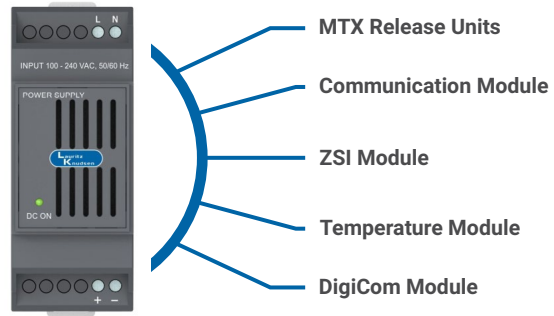 L N
INPUT 100 - 240 VAC, 50/60 Hz
POWER SUPPLY
Lauritz
Knudsen
DC ON
+ −
MTX Release Units
Communication Module
ZSI Module
Temperature Module
DigiCom Module